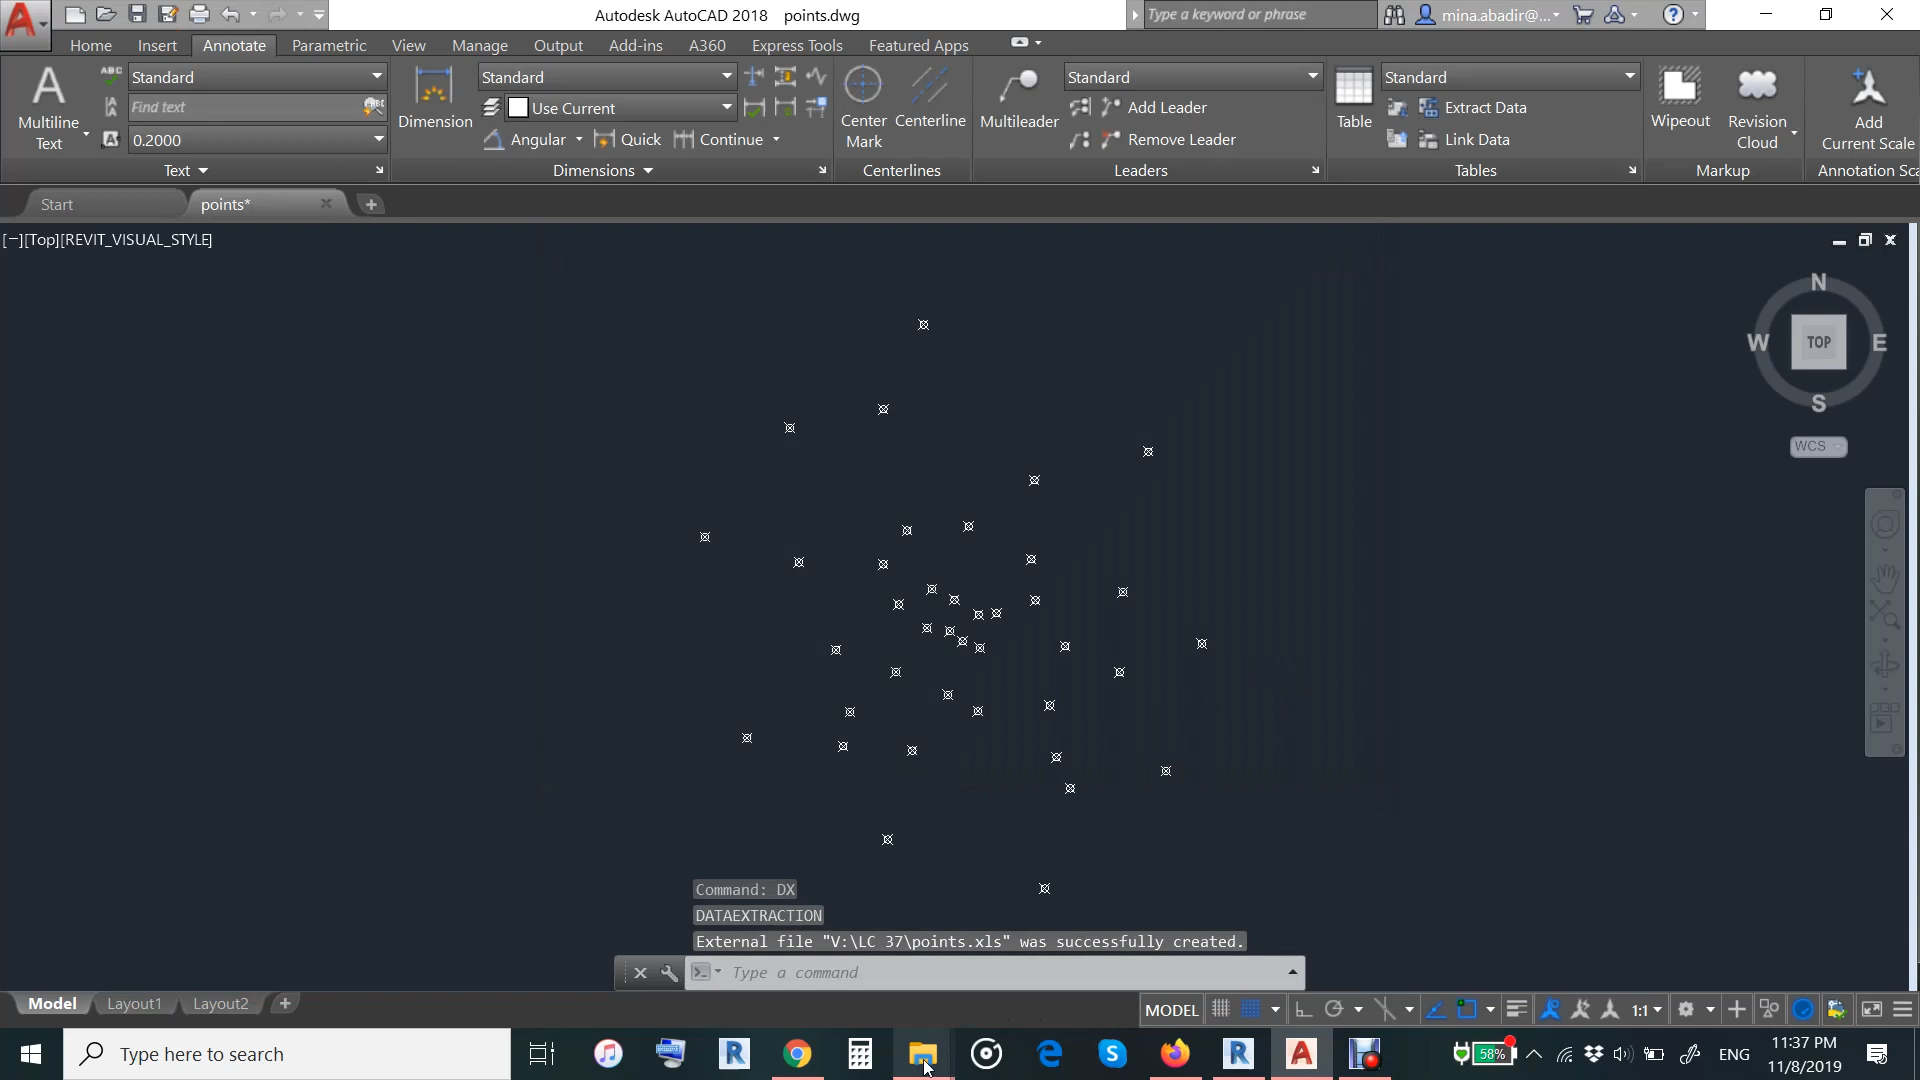 Autodesk AutoCAD 2018 points.dwg
Type a keyword or phrase
mina.abadir@...
Home Insert Annotate Parametric View Manage Output Add-ins A360 Express Tools Featured Apps
Multiline Text
Standard
Find text
0.2000
Text
Dimension
Standard
Use Current
Angular Quick Continue
Dimensions
Center Mark
Centerline
Centerlines
Multileader
Standard
Add Leader
Remove Leader
Leaders
Table
Standard
Extract Data
Link Data
Tables
Wipeout
Revision Cloud
Markup
Add Current Scale
Annotation Sca
Start points*
[−][Top][REVIT_VISUAL_STYLE]
N
W TOP E
S
WCS
Command: DX
DATAEXTRACTION
External file "V:\LC 37\points.xls" was successfully created.
Type a command
Model Layout1 Layout2
MODEL 1:1
Type here to search
58% ENG
11:37 PM
11/8/2019